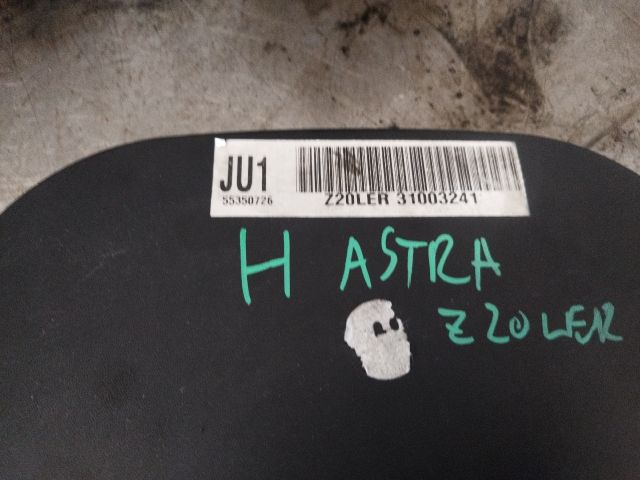 JU1
55350726
Z20LER 31003241
H ASTRA
Z20LER